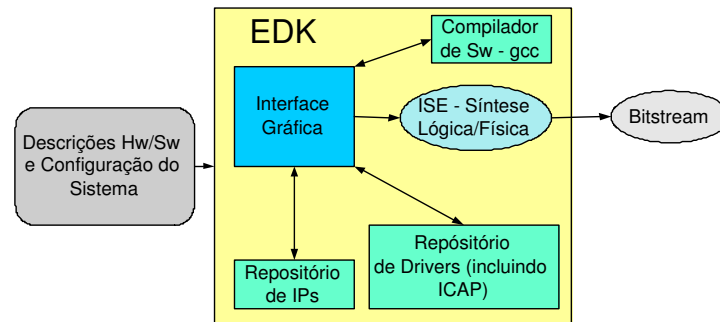 EDK
Compilador
de Sw - gcc
Interface
Gráfica
ISE - Síntese
Lógica/Física
Bitstream
Descrições Hw/Sw
e Configuração do
Sistema
Repositório
de IPs
Repósitório
de Drivers (incluindo
ICAP)